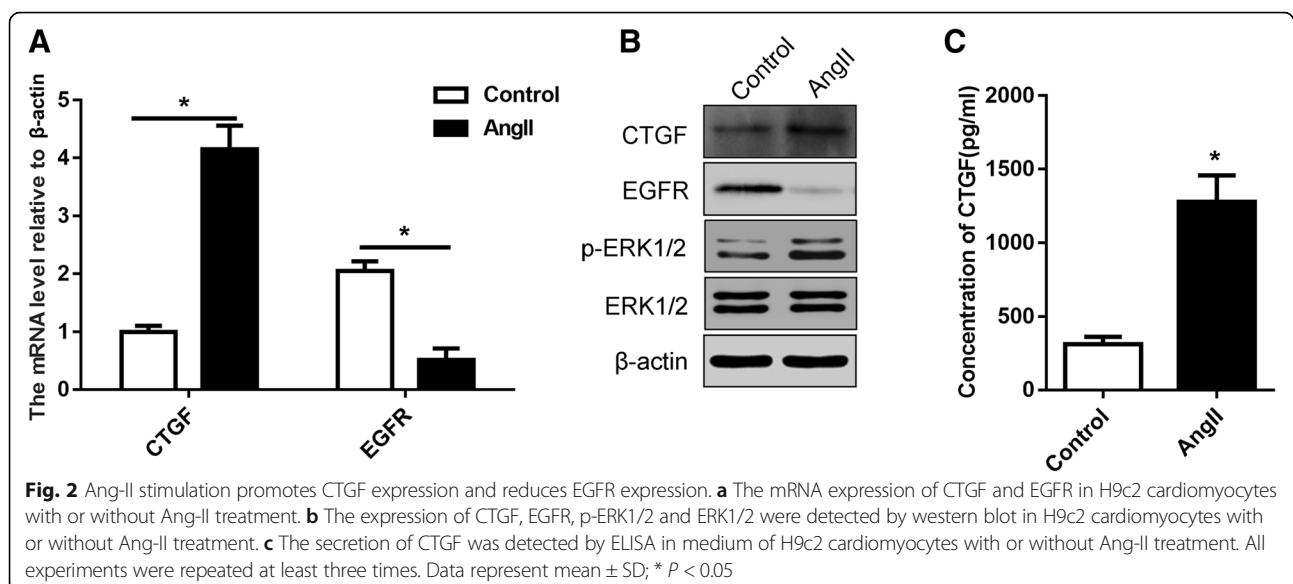 A
The mRNA level relative to β-actin
5
4
3
2
1
0
*
*
Control
AngII
CTGF
EGFR
B
Control
AngII
CTGF
EGFR
p-ERK1/2
ERK1/2
β-actin
C
Concentration of CTGF(pg/ml)
2000
1500
1000
500
0
*
Control
AngII
Fig. 2 Ang-II stimulation promotes CTGF expression and reduces EGFR expression. a The mRNA expression of CTGF and EGFR in H9c2 cardiomyocytes
with or without Ang-II treatment. b The expression of CTGF, EGFR, p-ERK1/2 and ERK1/2 were detected by western blot in H9c2 cardiomyocytes with
or without Ang-II treatment. c The secretion of CTGF was detected by ELISA in medium of H9c2 cardiomyocytes with or without Ang-II treatment. All
experiments were repeated at least three times. Data represent mean ± SD; * P < 0.05